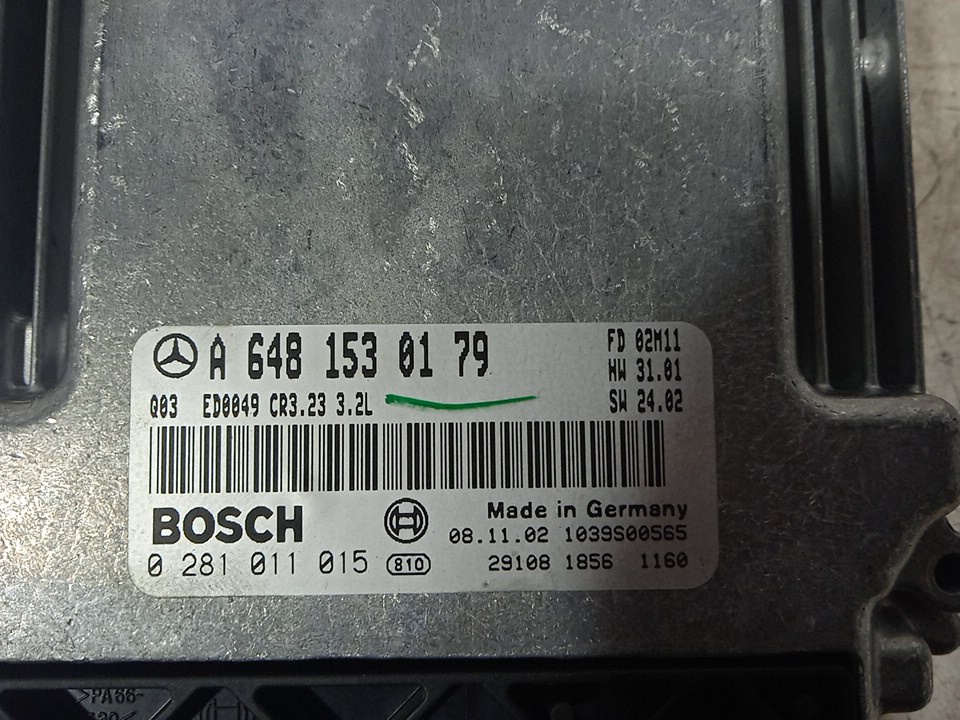 A 648 153 01 79
FD 02M11
HW 31.01
SW 24.02
Q03 ED0049 CR3.23 3.2L
BOSCH
Made in Germany
08.11.02 1039S00565
0 281 011 015 810
29108 1856 1160
>PA66-